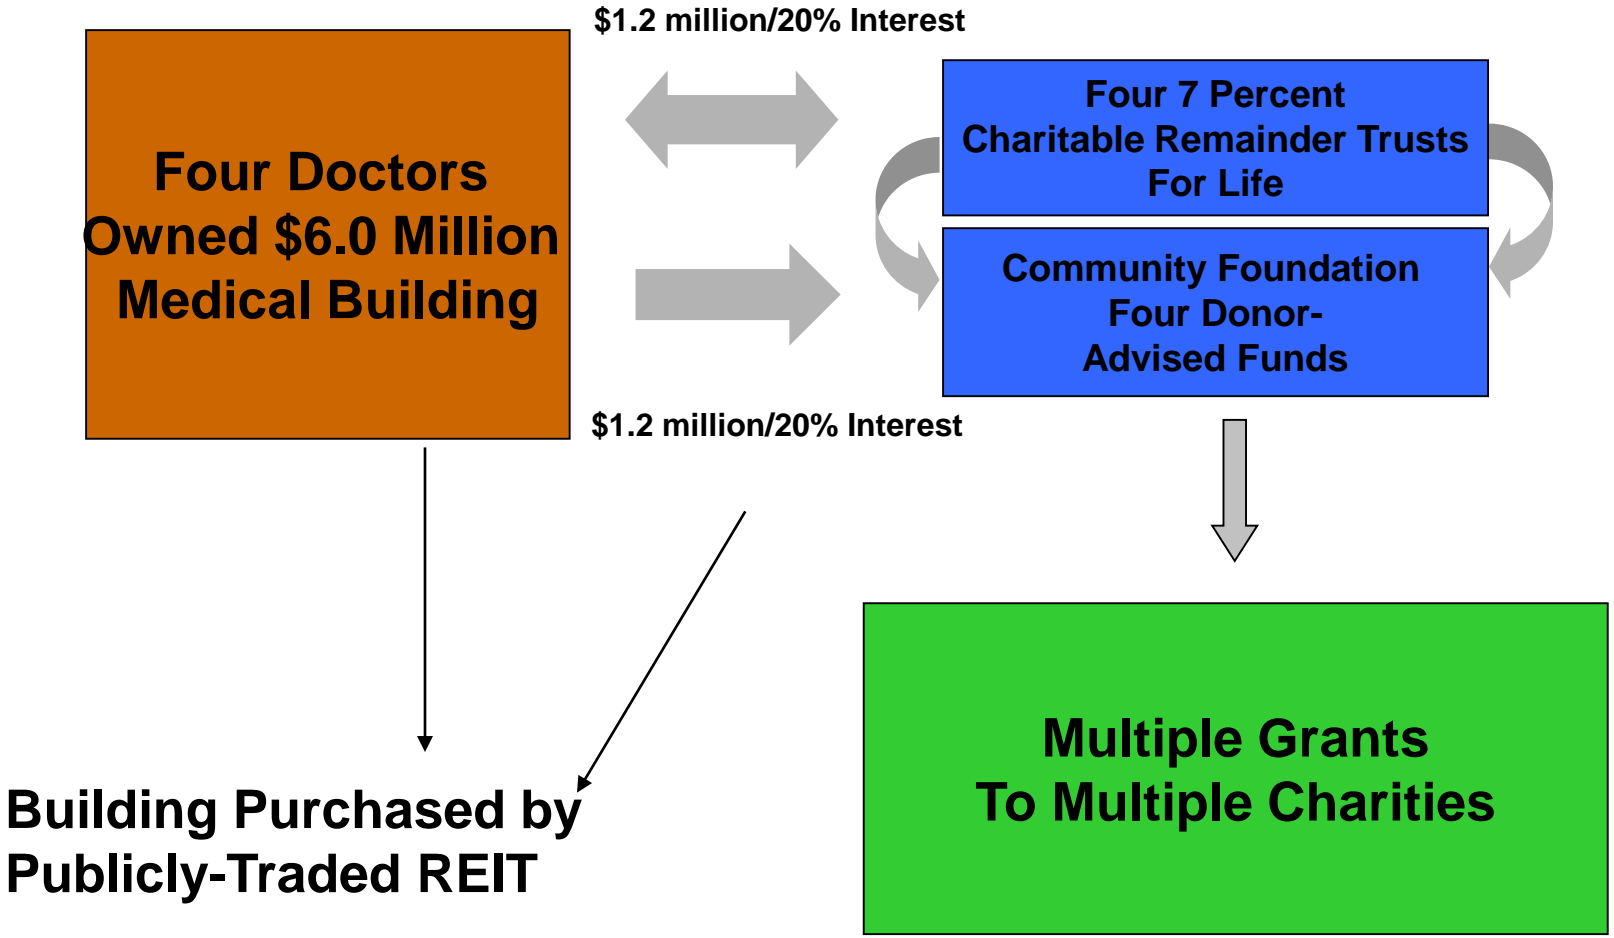 $1.2 million/20% Interest
Four Doctors
Owned $6.0 Million
Medical Building
Four 7 Percent
Charitable Remainder Trusts
For Life
Community Foundation
Four Donor-
Advised Funds
$1.2 million/20% Interest
Multiple Grants
To Multiple Charities
Building Purchased by
Publicly-Traded REIT